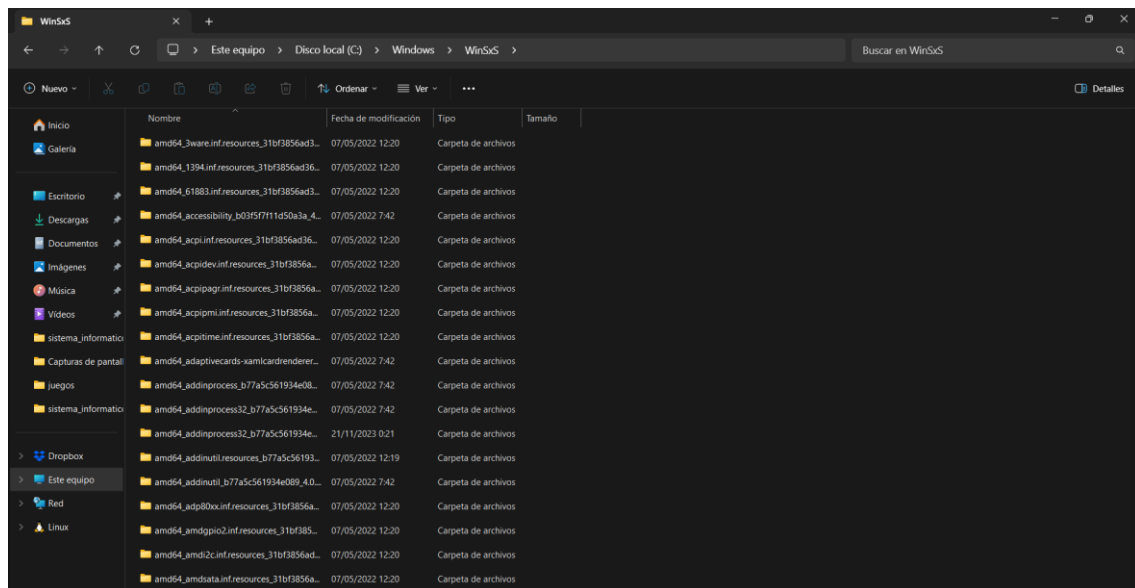 WinSxS
Este equipo > Disco local (C:) > Windows > WinSxS >
Buscar en WinSxS
Nuevo
Ordenar
Ver
Detalles
Inicio
Galería
Escritorio
Descargas
Documentos
Imágenes
Música
Vídeos
sistema_informatic
Capturas de pantall
juegos
sistema_informatic
Dropbox
Este equipo
Red
Linux
Nombre Fecha de modificación Tipo Tamaño
amd64_3ware.inf.resources_31bf3856ad3... 07/05/2022 12:20 Carpeta de archivos
amd64_1394.inf.resources_31bf3856ad36... 07/05/2022 12:20 Carpeta de archivos
amd64_61883.inf.resources_31bf3856ad3... 07/05/2022 12:20 Carpeta de archivos
amd64_accessibility_b03f5f7f11d50a3a_4... 07/05/2022 7:42 Carpeta de archivos
amd64_acpi.inf.resources_31bf3856ad36... 07/05/2022 12:20 Carpeta de archivos
amd64_acpidev.inf.resources_31bf3856a... 07/05/2022 12:20 Carpeta de archivos
amd64_acpipagr.inf.resources_31bf3856a... 07/05/2022 12:20 Carpeta de archivos
amd64_acpipmi.inf.resources_31bf3856a... 07/05/2022 12:20 Carpeta de archivos
amd64_acpitime.inf.resources_31bf3856a... 07/05/2022 12:20 Carpeta de archivos
amd64_adaptivecards-xamlcardrenderer... 07/05/2022 7:42 Carpeta de archivos
amd64_addinprocess_b77a5c561934e08... 07/05/2022 7:42 Carpeta de archivos
amd64_addinprocess32_b77a5c561934e... 07/05/2022 7:42 Carpeta de archivos
amd64_addinprocess32_b77a5c561934e... 21/11/2023 0:21 Carpeta de archivos
amd64_addinutil.resources_b77a5c56193... 07/05/2022 12:19 Carpeta de archivos
amd64_addinutil_b77a5c561934e089_4.0... 07/05/2022 7:42 Carpeta de archivos
amd64_adp80xx.inf.resources_31bf3856a... 07/05/2022 12:20 Carpeta de archivos
amd64_amdgpio2.inf.resources_31bf385... 07/05/2022 12:20 Carpeta de archivos
amd64_amdi2c.inf.resources_31bf3856ad... 07/05/2022 12:20 Carpeta de archivos
amd64_amdsata.inf.resources_31bf3856a... 07/05/2022 12:20 Carpeta de archivos